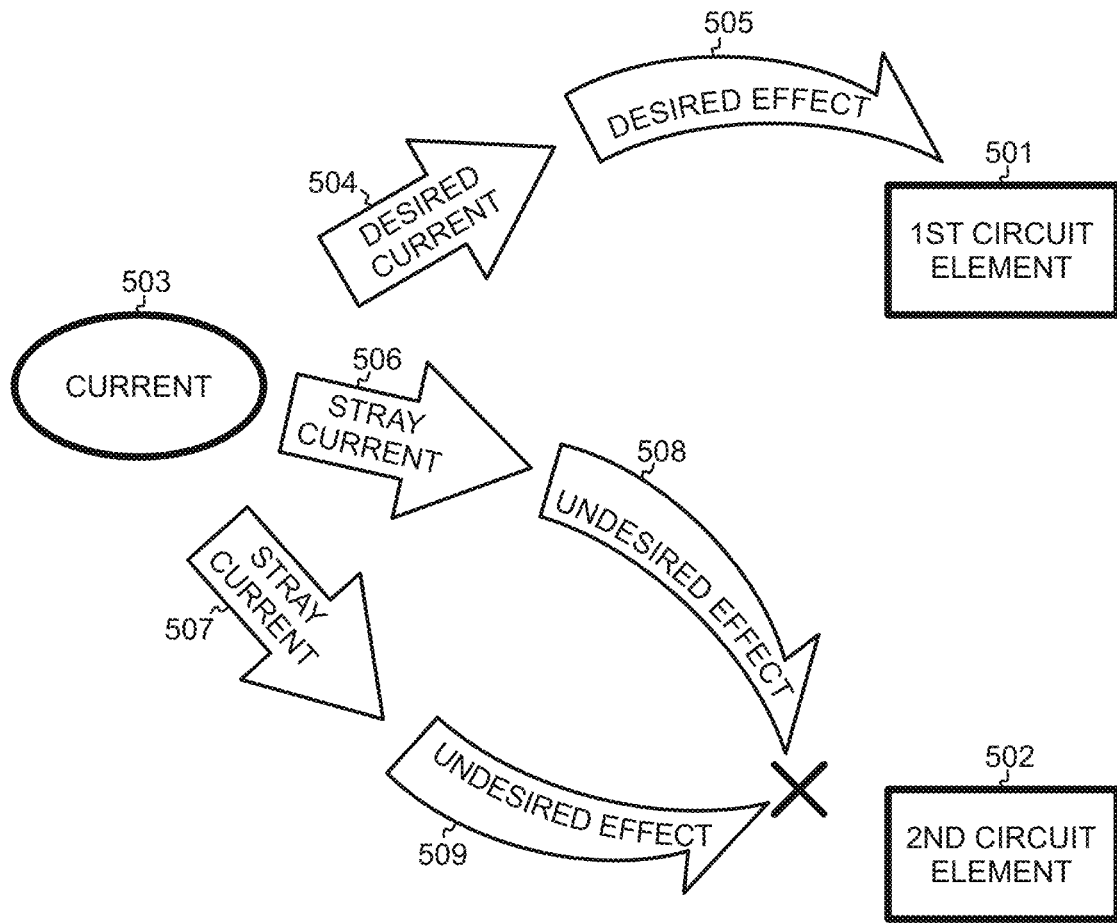 505
DESIRED EFFECT
504
DESIRED
CURRENT
501
1ST CIRCUIT
ELEMENT
503
CURRENT
506
STRAY
CURRENT
508
UNDESIRED EFFECT
STRAY
CURRENT
507
UNDESIRED EFFECT
509
502
2ND CIRCUIT
ELEMENT